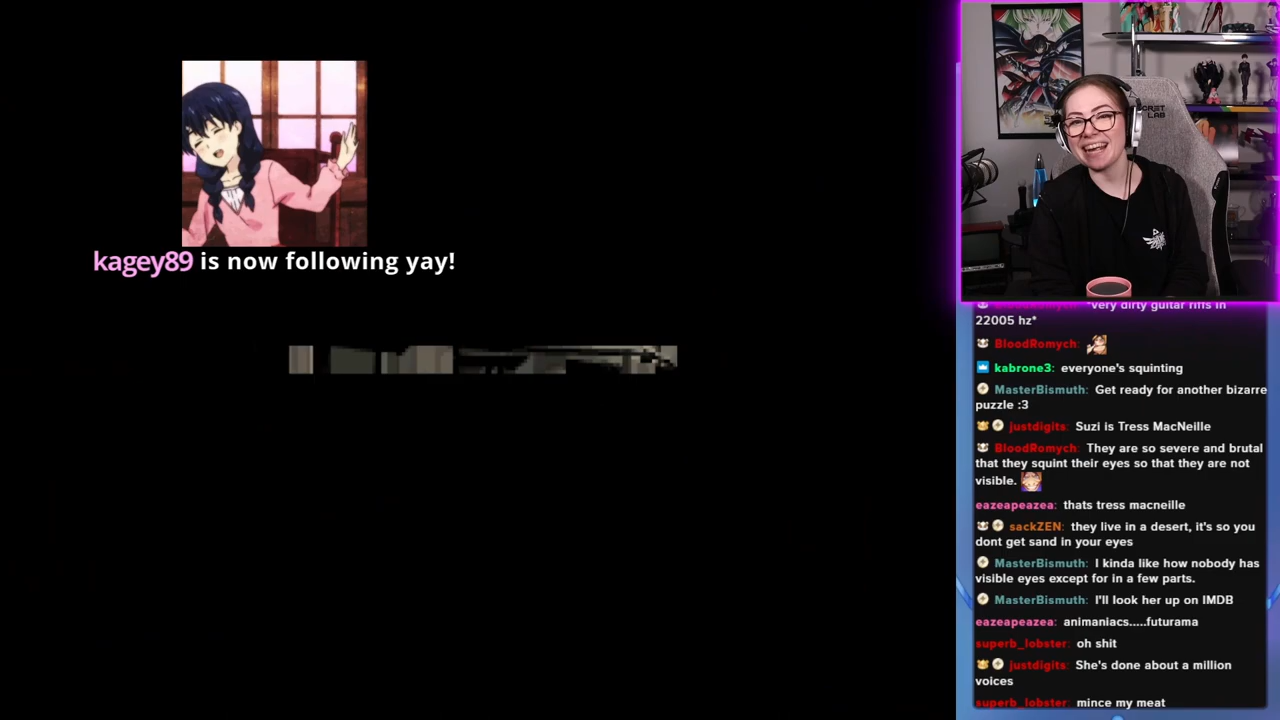 kagey89 is now following yay!
CRET
LAB
*very dirty guitar riffs in
22005 hz*
BloodRomych:
kabrone3: everyone's squinting
MasterBismuth: Get ready for another bizarre
puzzle :3
justdigits: Suzi is Tress MacNeille
BloodRomych: They are so severe and brutal
that they squint their eyes so that they are not
visible.
eazeapeazea: thats tress macneille
sackZEN: they live in a desert, it's so you
dont get sand in your eyes
MasterBismuth: I kinda like how nobody has
visible eyes except for in a few parts.
MasterBismuth: I'll look her up on IMDB
eazeapeazea: animaniacs.....futurama
superb_lobster: oh shit
justdigits: She's done about a million
voices
superb_lobster: mince my meat